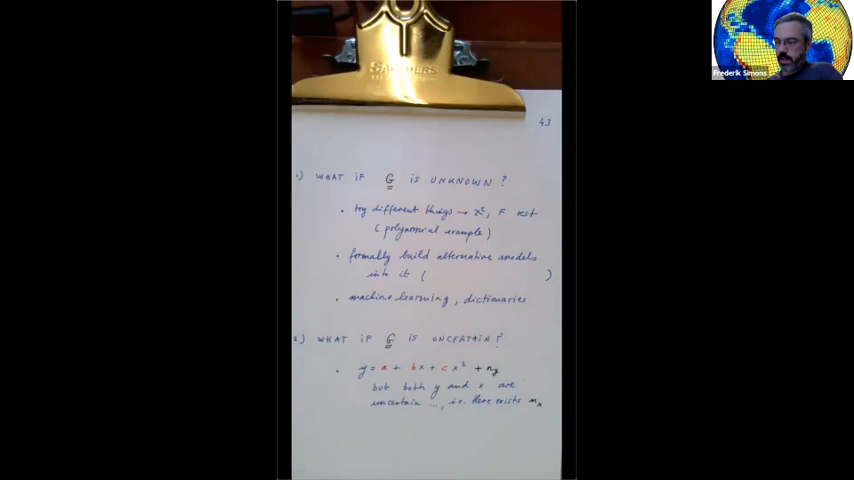 SAUNDERS
Frederik Simons
43
1) WHAT IF G IS UNKNOWN?
• try different things → χ², F test
(polynomial example)
• formally build alternative models
into it ( )
• machine learning, dictionaries
2) WHAT IF G IS UNCERTAIN?
• y = a + bx + cx² + n_y
but both y and x are
uncertain ..., i.e. there exists n_x